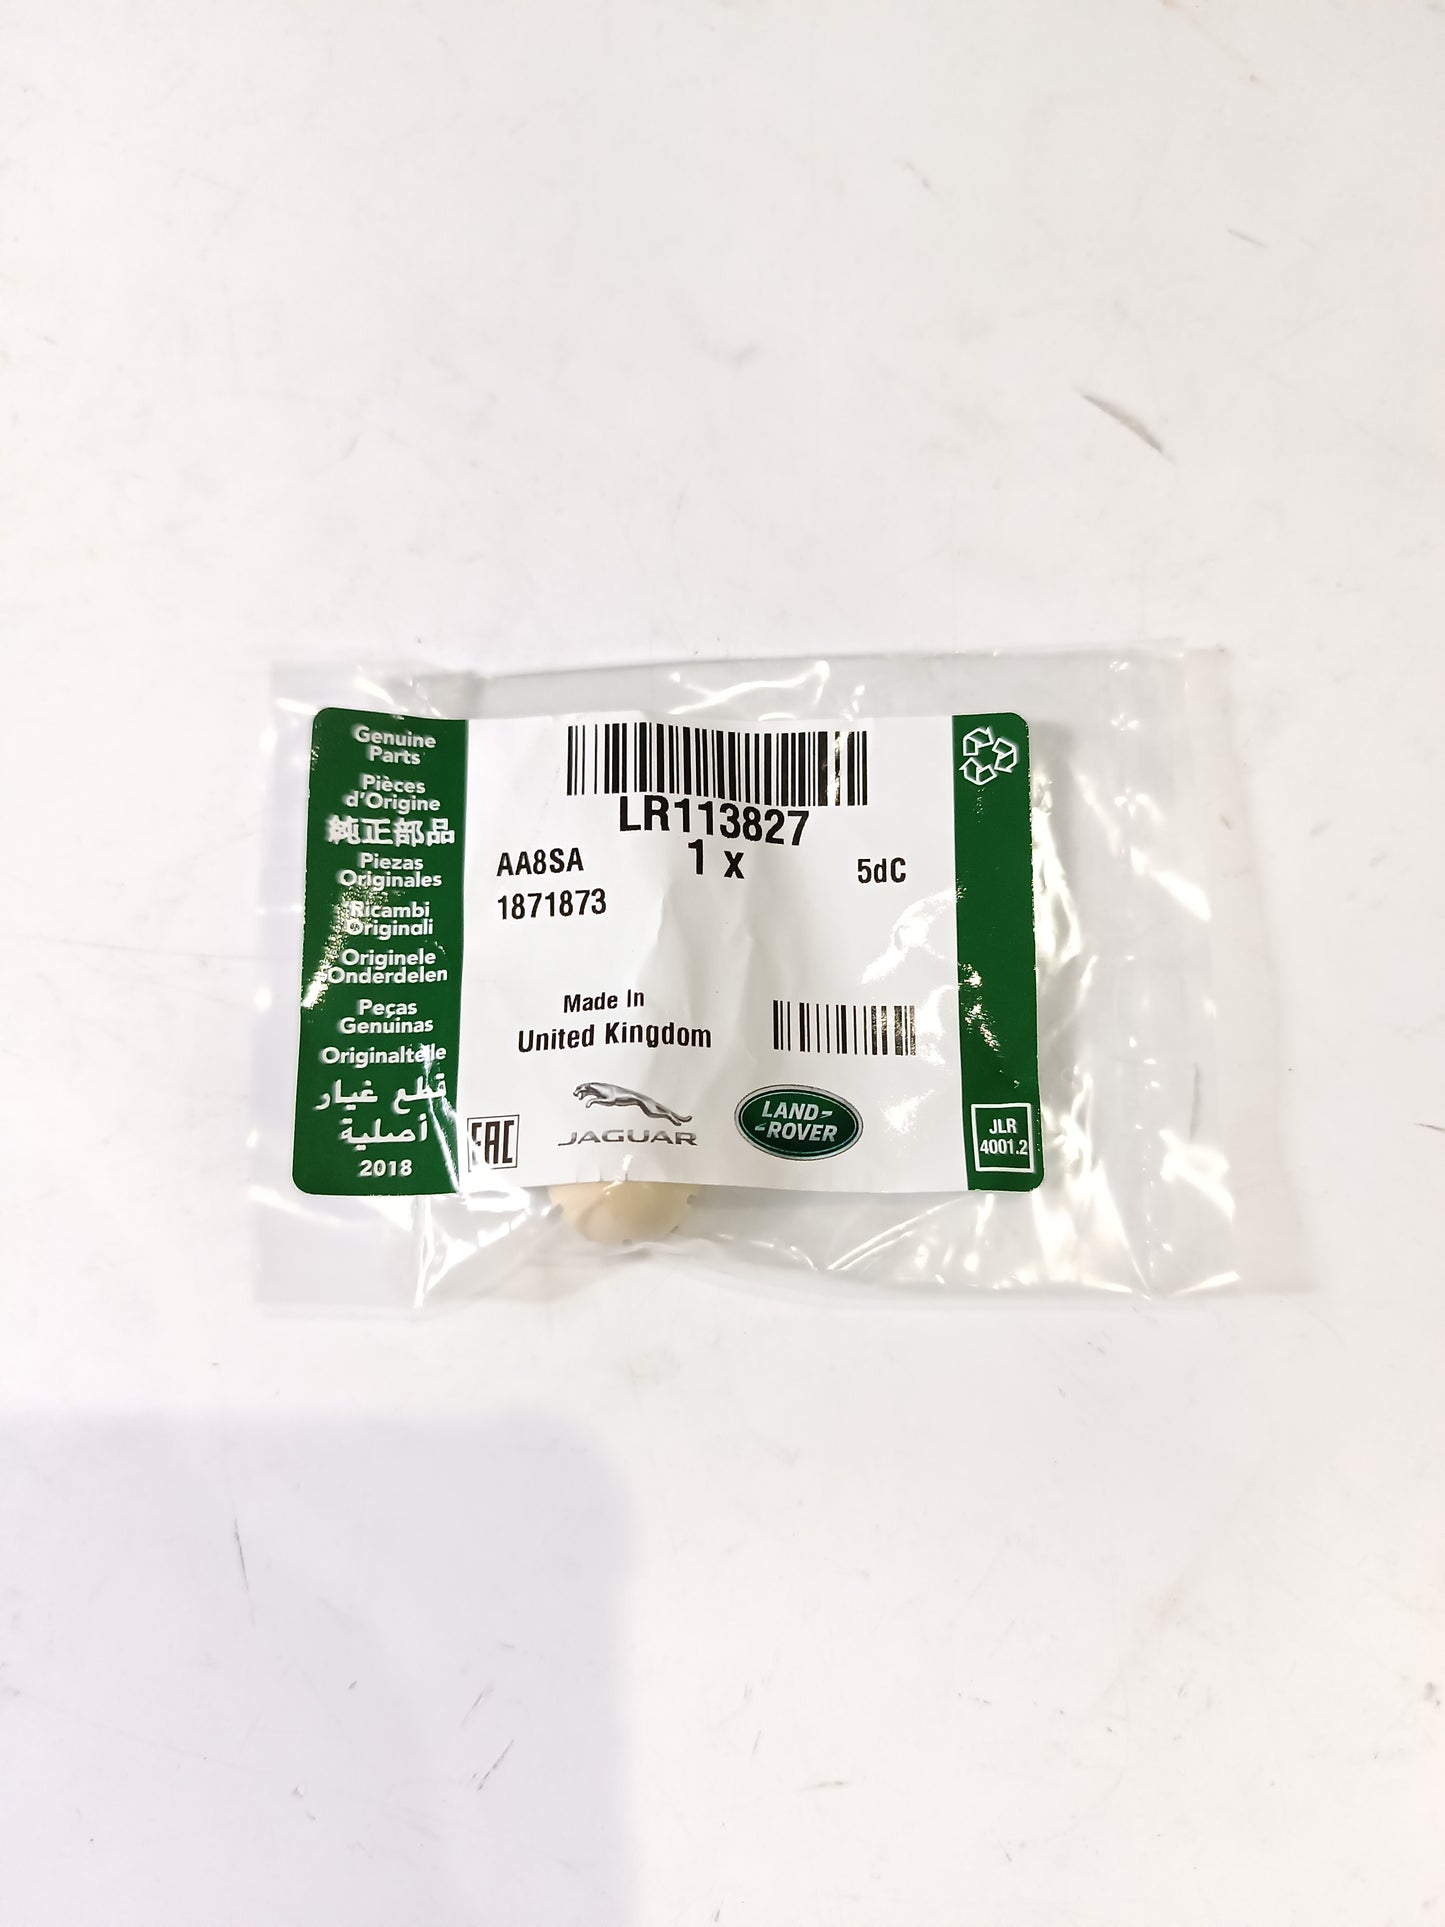 Genuine
Parts
Pièces
d'Origine
純正部品
Piezas
Originales
Ricambi
Originali
Originele
Onderdelen
Peças
Genuinas
Originalteile
قطع غيار
أصلية
2018
LR113827
1 x
AA8SA
5dC
1871873
Made In
United Kingdom
EAC
JAGUAR
LAND-
-ROVER
JLR
4001.2